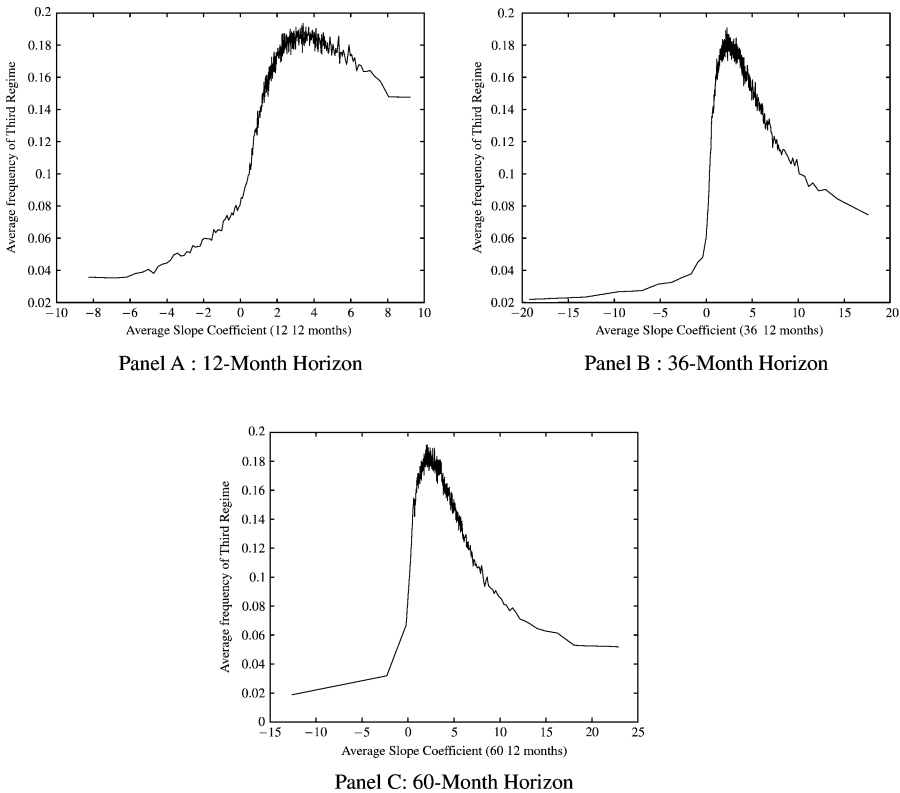 0.2
0.18
0.16
0.14
0.12
0.1
0.08
0.06
0.04
0.02
Average frequency of Third Regime
−10 −8 −6 −4 −2 0 2 4 6 8 10
Average Slope Coefficient (12 12 months)
Panel A : 12-Month Horizon
0.2
0.18
0.16
0.14
0.12
0.1
0.08
0.06
0.04
0.02
Average frequency of Third Regime
−20 −15 −10 −5 0 5 10 15 20
Average Slope Coefficient (36 12 months)
Panel B : 36-Month Horizon
0.2
0.18
0.16
0.14
0.12
0.1
0.08
0.06
0.04
0.02
0
Average frequency of Third Regime
−15 −10 −5 0 5 10 15 20 25
Average Slope Coefficient (60 12 months)
Panel C: 60-Month Horizon